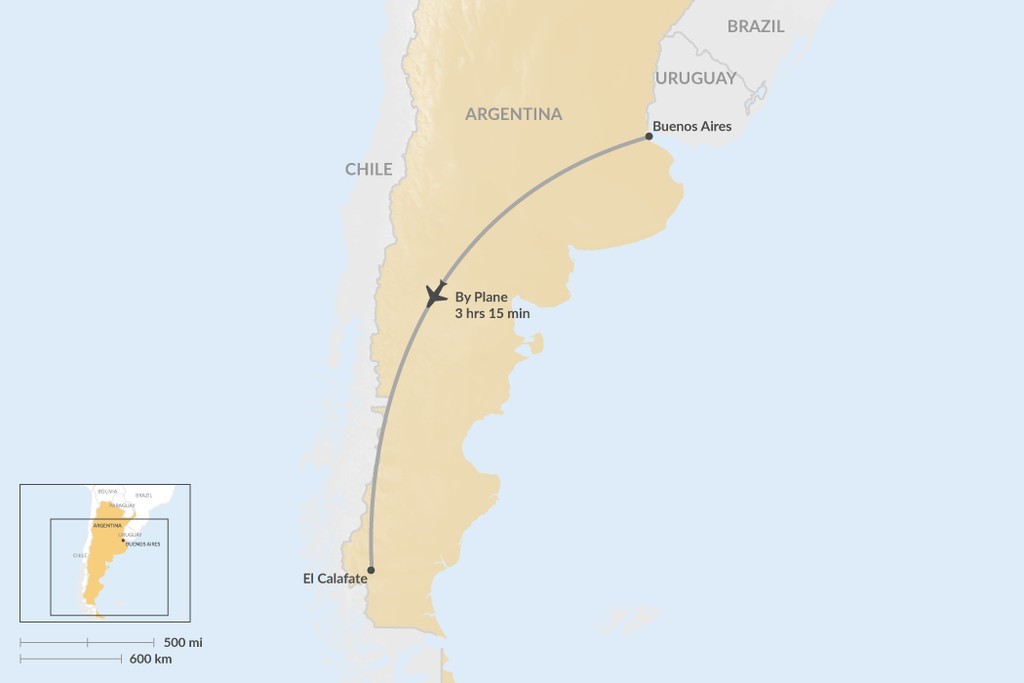 BRAZIL
URUGUAY
ARGENTINA
Buenos Aires
CHILE
By Plane
3 hrs 15 min
El Calafate
BOLIVIA
BRAZIL
PARAGUAY
ARGENTINA
URUGUAY
BUENOS AIRES
CHILE
500 mi
600 km